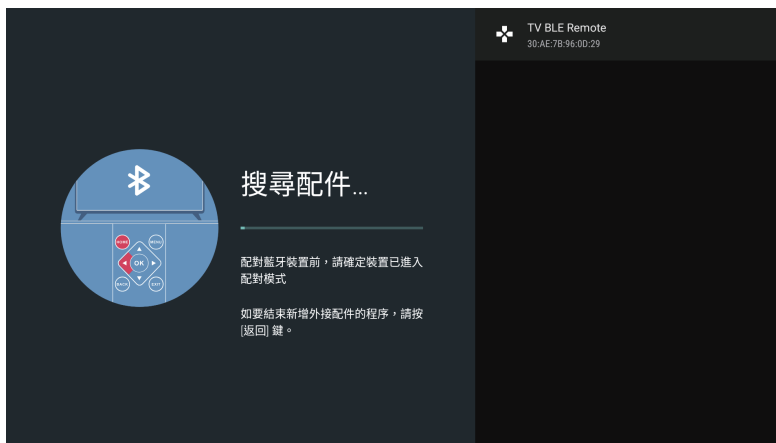 TV BLE Remote
30:AE:7B:96:0D:29
搜尋配件...
配對藍牙裝置前，請確定裝置已進入
配對模式
如要結束新增外接配件的程序，請按
[返回] 鍵。
HOME
MENU
OK
BACK
EXIT